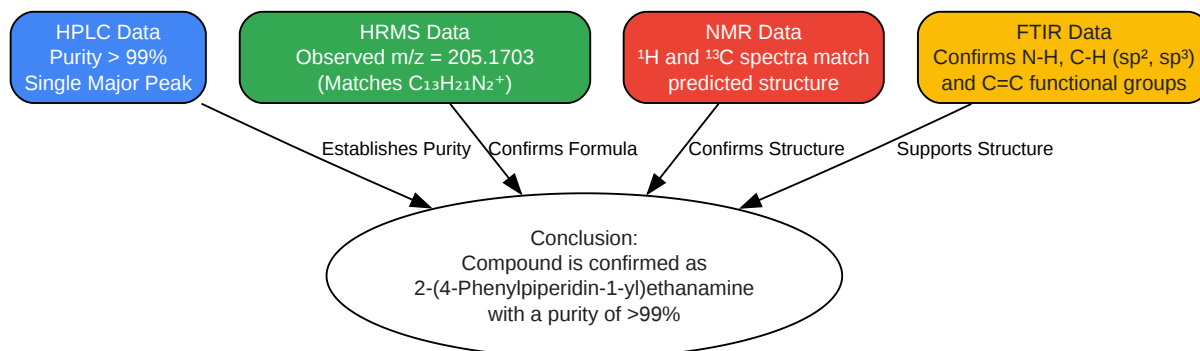 HPLC Data
Purity > 99%
Single Major Peak
HRMS Data
Observed m/z = 205.1703
(Matches C₁₃H₂₁N₂⁺)
NMR Data
¹H and ¹³C spectra match
predicted structure
FTIR Data
Confirms N-H, C-H (sp², sp³)
and C=C functional groups
Establishes Purity
Confirms Formula
Confirms Structure
Supports Structure
Conclusion:
Compound is confirmed as
2-(4-Phenylpiperidin-1-yl)ethanamine
with a purity of >99%